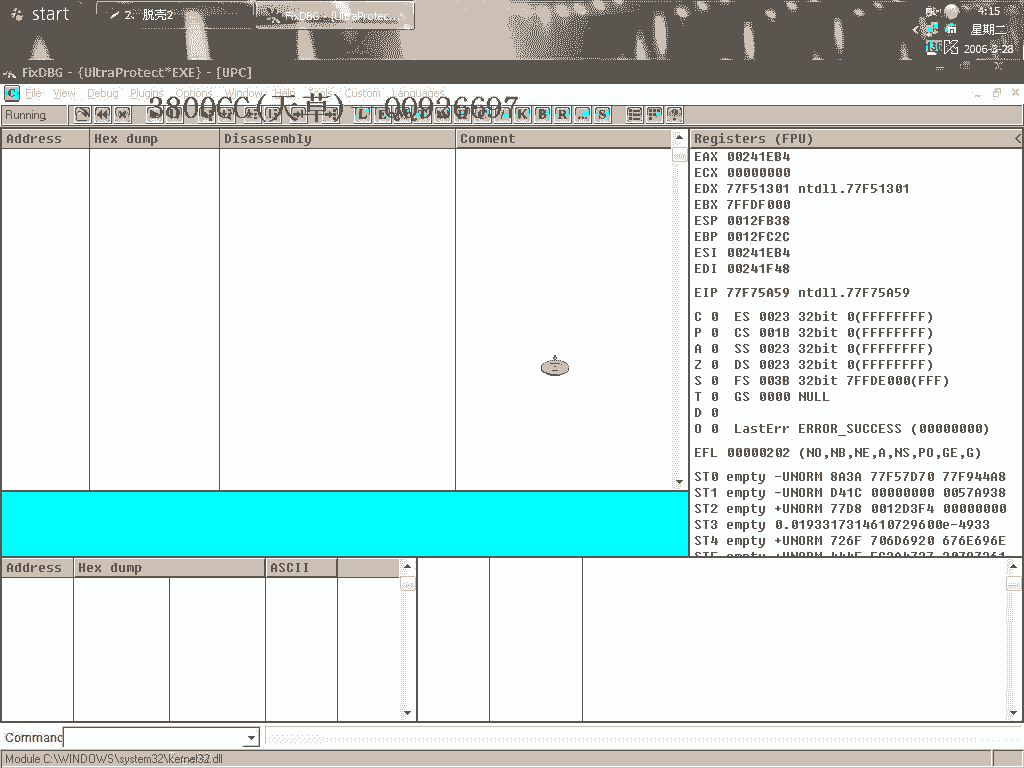 start
2、脱壳2
FixDBG - [UltraProtect...
4:15
星期二
2006-3-28
FixDBG - {UltraProtect*EXE} - [UPC]
C File View Debug Plugins Options Window Help Tools Custom Languages
3800CC(天草) - 00936697
Running
K B R ... S
Address Hex dump Disassembly Comment
Registers (FPU) <
EAX 00241EB4
ECX 00000000
EDX 77F51301 ntdll.77F51301
EBX 7FFDF000
ESP 0012FB38
EBP 0012FC2C
ESI 00241EB4
EDI 00241F48
EIP 77F75A59 ntdll.77F75A59
C 0 ES 0023 32bit 0(FFFFFFFF)
P 0 CS 001B 32bit 0(FFFFFFFF)
A 0 SS 0023 32bit 0(FFFFFFFF)
Z 0 DS 0023 32bit 0(FFFFFFFF)
S 0 FS 003B 32bit 7FFDE000(FFF)
T 0 GS 0000 NULL
D 0
O 0 LastErr ERROR_SUCCESS (00000000)
EFL 00000202 (NO,NB,NE,A,NS,PO,GE,G)
ST0 empty -UNORM 8A3A 77F57D70 77F944A8
ST1 empty -UNORM D41C 00000000 0057A938
ST2 empty +UNORM 77D8 0012D3F4 00000000
ST3 empty 0.0193317314610729600e-4933
ST4 empty +UNORM 726F 706D6920 676E696E
Address Hex dump ASCII
Command
Module C:\WINDOWS\system32\kernel32.dll